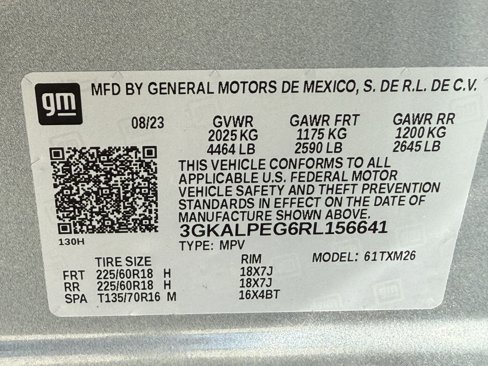 gm
MFD BY GENERAL MOTORS DE MEXICO, S. DE R.L. DE C.V.
08/23 GVWR GAWR FRT GAWR RR
2025 KG 1175 KG 1200 KG
4464 LB 2590 LB 2645 LB
THIS VEHICLE CONFORMS TO ALL
APPLICABLE U.S. FEDERAL MOTOR
VEHICLE SAFETY AND THEFT PREVENTION
STANDARDS IN EFFECT ON THE DATE OF
MANUFACTURE SHOWN ABOVE.
3GKALPEG6RL156641
130H
TYPE: MPV MODEL: 61TXM26
TIRE SIZE RIM
FRT 225/60R18 H 18X7J
RR 225/60R18 H 18X7J
SPA T135/70R16 M 16X4BT